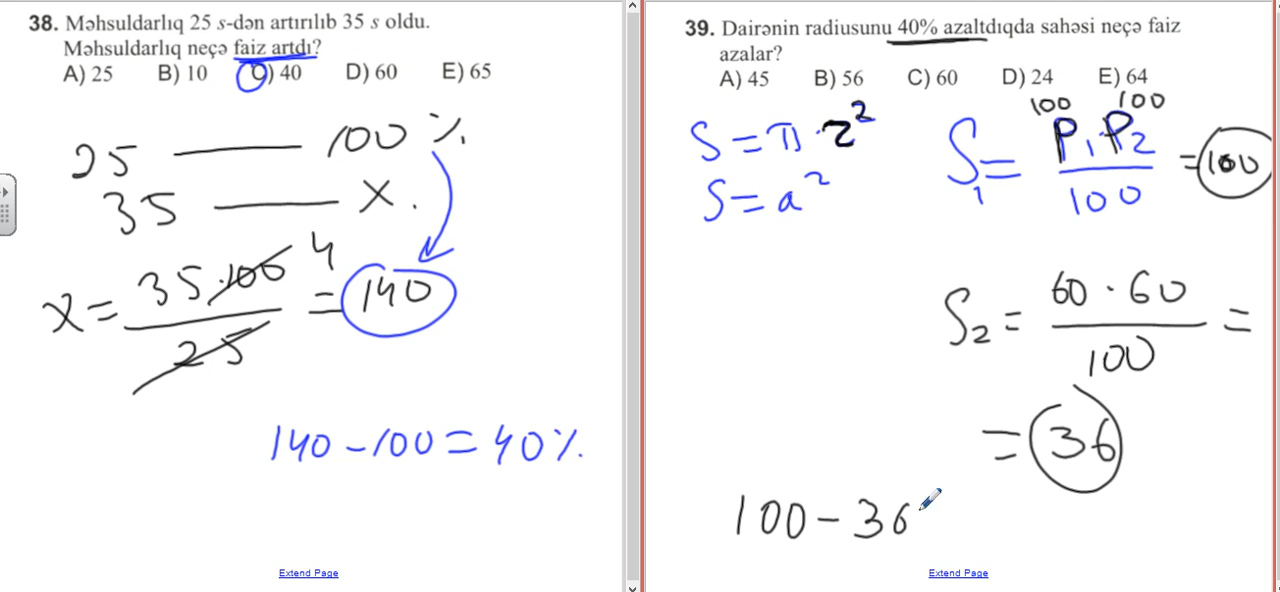 38. Məhsuldarlıq 25 s-dən artırılıb 35 s oldu.
Məhsuldarlıq neçə faiz artdı?
A) 25 B) 10 C) 40 D) 60 E) 65
25 — 100 %
35 — x.
x = 35 · 100 4 / 25 = 140
140 - 100 = 40 %.
Extend Page
39. Dairənin radiusunu 40% azaltdıqda sahəsi neçə faiz
azalar?
A) 45 B) 56 C) 60 D) 24 E) 64
S = π · r²
S = a²
100 100
S₁ = P₁ · P₂ / 100 = 100
S₂ = 60 · 60 / 100 =
= 36
100 - 36
Extend Page